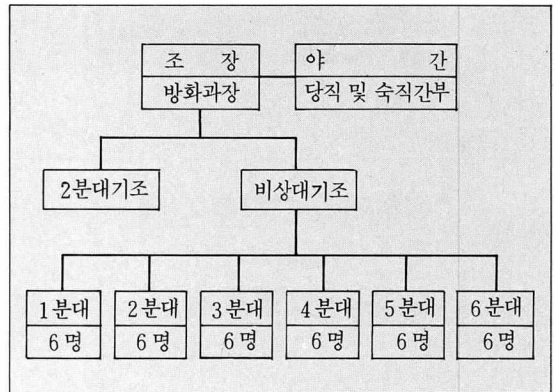 조 장
방화과장
야 간
당직 및 숙직간부
2분대기조
비상대기조
1분대
6명
2분대
6명
3분대
6명
4분대
6명
5분대
6명
6분대
6명